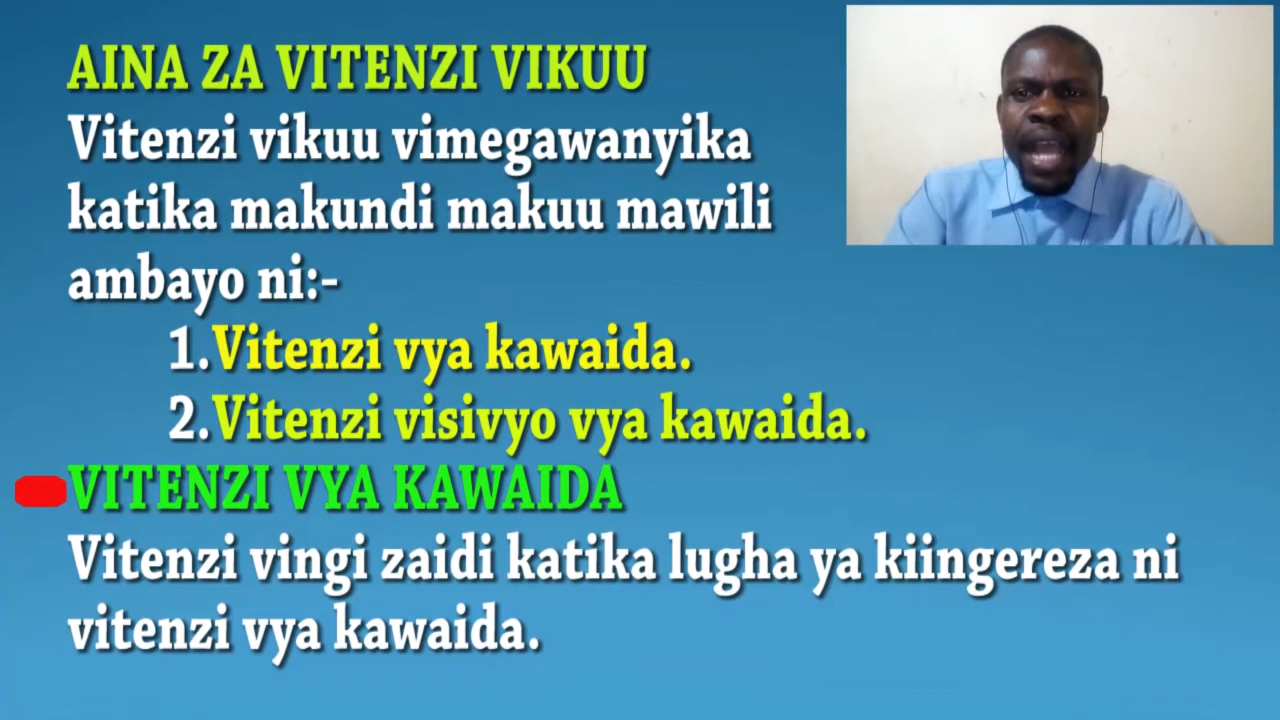 AINA ZA VITENZI VIKUU
Vitenzi vikuu vimegawanyika
katika makundi makuu mawili
ambayo ni:-
1.Vitenzi vya kawaida.
2.Vitenzi visivyo vya kawaida.
VITENZI VYA KAWAIDA
Vitenzi vingi zaidi katika lugha ya kiingereza ni
vitenzi vya kawaida.